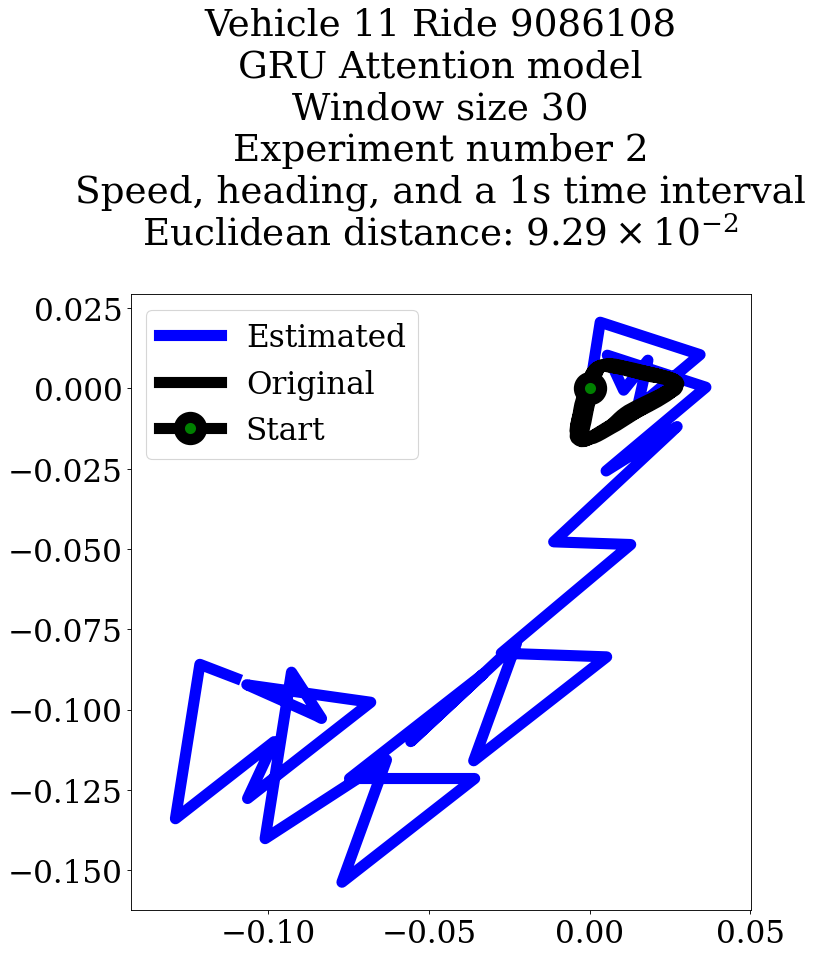 Vehicle 11 Ride 9086108
GRU Attention model
Window size 30
Experiment number 2
Speed, heading, and a 1s time interval
Euclidean distance: 9.29 × 10⁻²
0.025
0.000
−0.025
−0.050
−0.075
−0.100
−0.125
−0.150
Estimated
Original
Start
−0.10 −0.05 0.00 0.05